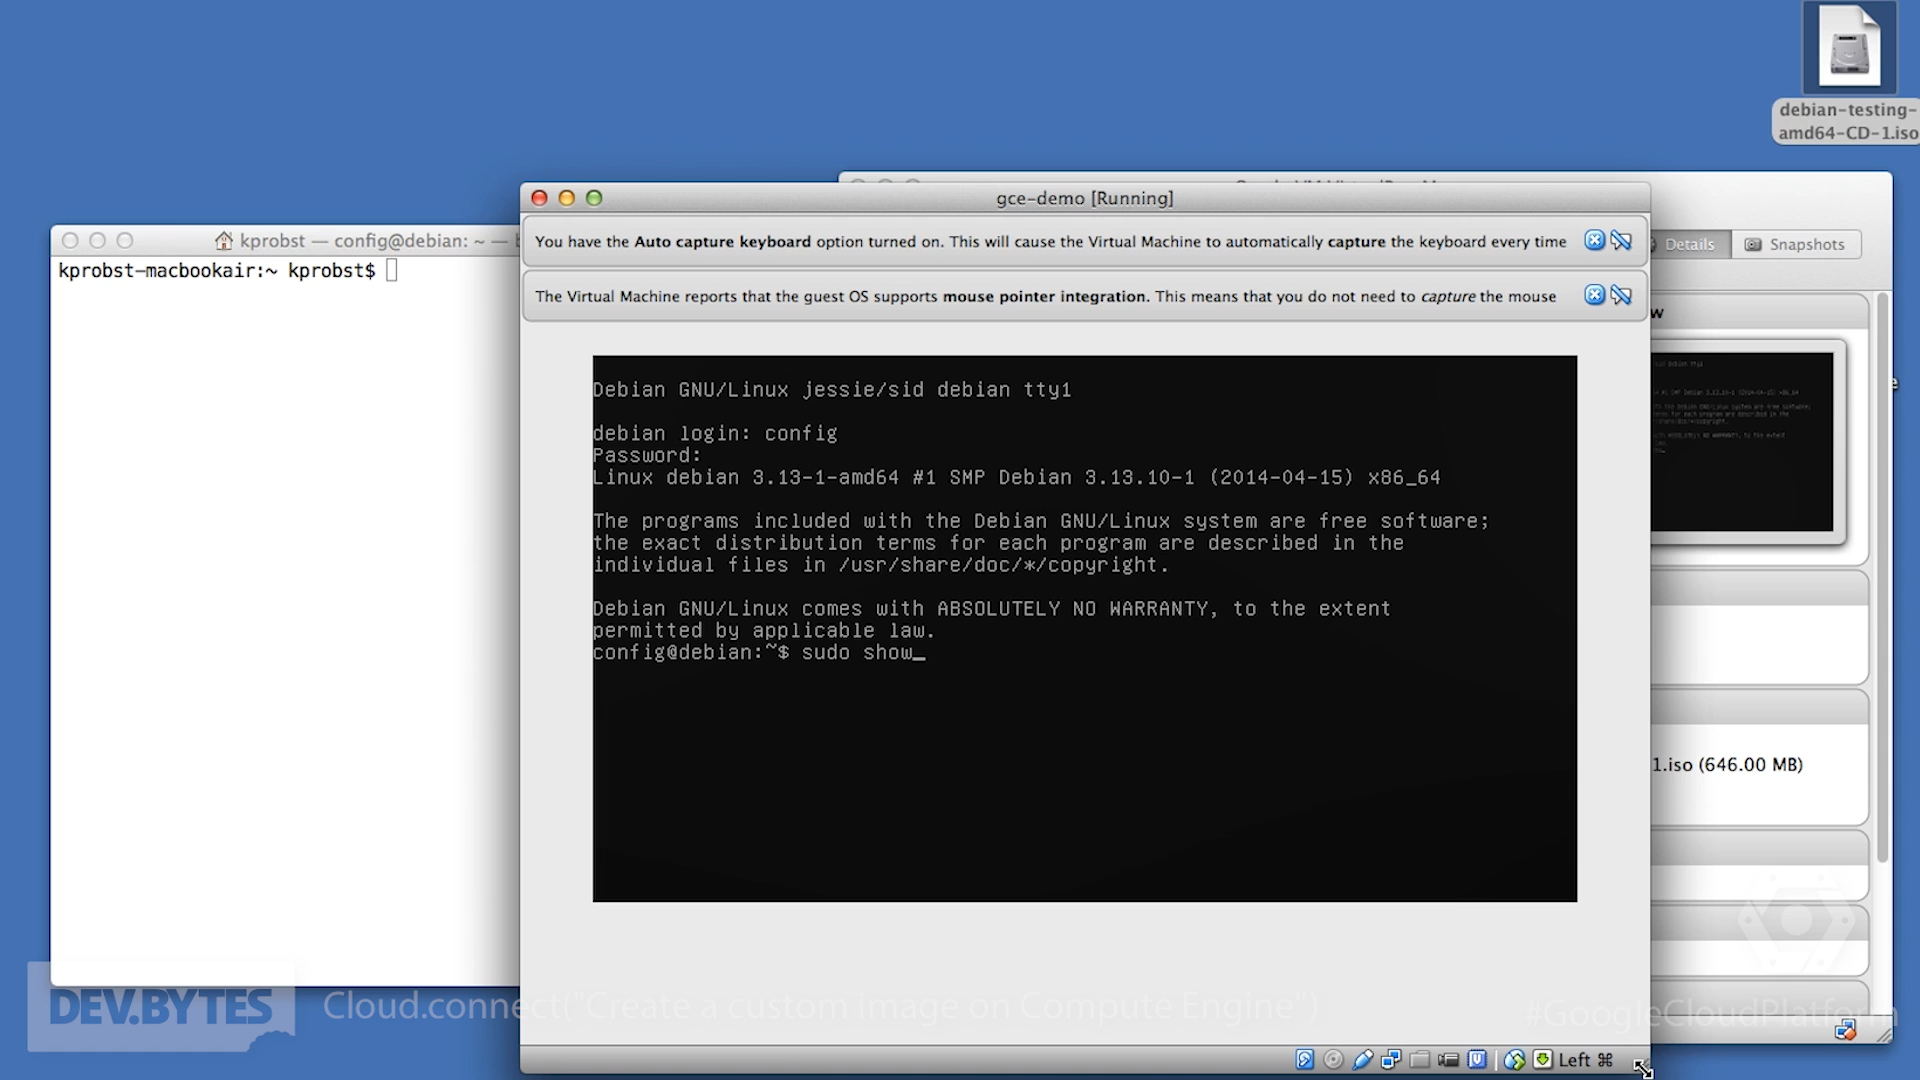 debian-testing-
amd64-CD-1.iso
gce-demo [Running]
kprobst — config@debian: ~ —
You have the Auto capture keyboard option turned on. This will cause the Virtual Machine to automatically capture the keyboard every time
Details
Snapshots
kprobst-macbookair:~ kprobst$
The Virtual Machine reports that the guest OS supports mouse pointer integration. This means that you do not need to capture the mouse
Debian GNU/Linux jessie/sid debian tty1
debian login: config
Password:
Linux debian 3.13-1-amd64 #1 SMP Debian 3.13.10-1 (2014-04-15) x86_64
The programs included with the Debian GNU/Linux system are free software;
the exact distribution terms for each program are described in the
individual files in /usr/share/doc/*/copyright.
Debian GNU/Linux comes with ABSOLUTELY NO WARRANTY, to the extent
permitted by applicable law.
config@debian:~$ sudo show_
1.iso (646.00 MB)
DEV.BYTES
Cloud.connect("Create a custom image on Compute Engine")
#GoogleCloudPlatform
Left ⌘